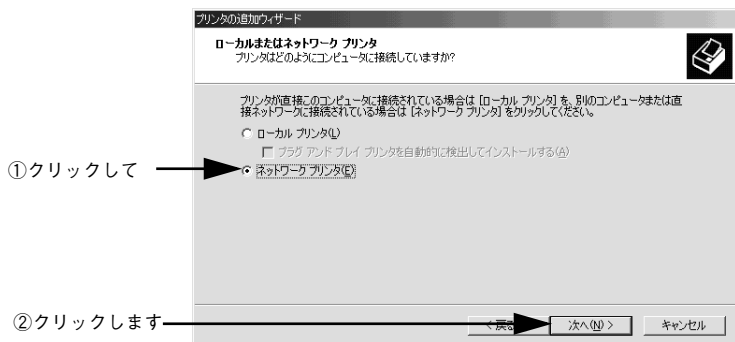 プリンタの追加ウィザード
ローカルまたはネットワーク プリンタ
プリンタはどのようにコンピュータに接続していますか?
プリンタが直接このコンピュータに接続されている場合は [ローカル プリンタ] を、別のコンピュータまたは直
接ネットワークに接続されている場合は [ネットワーク プリンタ] をクリックしてください。
ローカル プリンタ(L)
プラグ アンド プレイ プリンタを自動的に検出してインストールする(A)
①クリックして
ネットワーク プリンタ(E)
②クリックします
< 戻
次へ(N) >
キャンセル